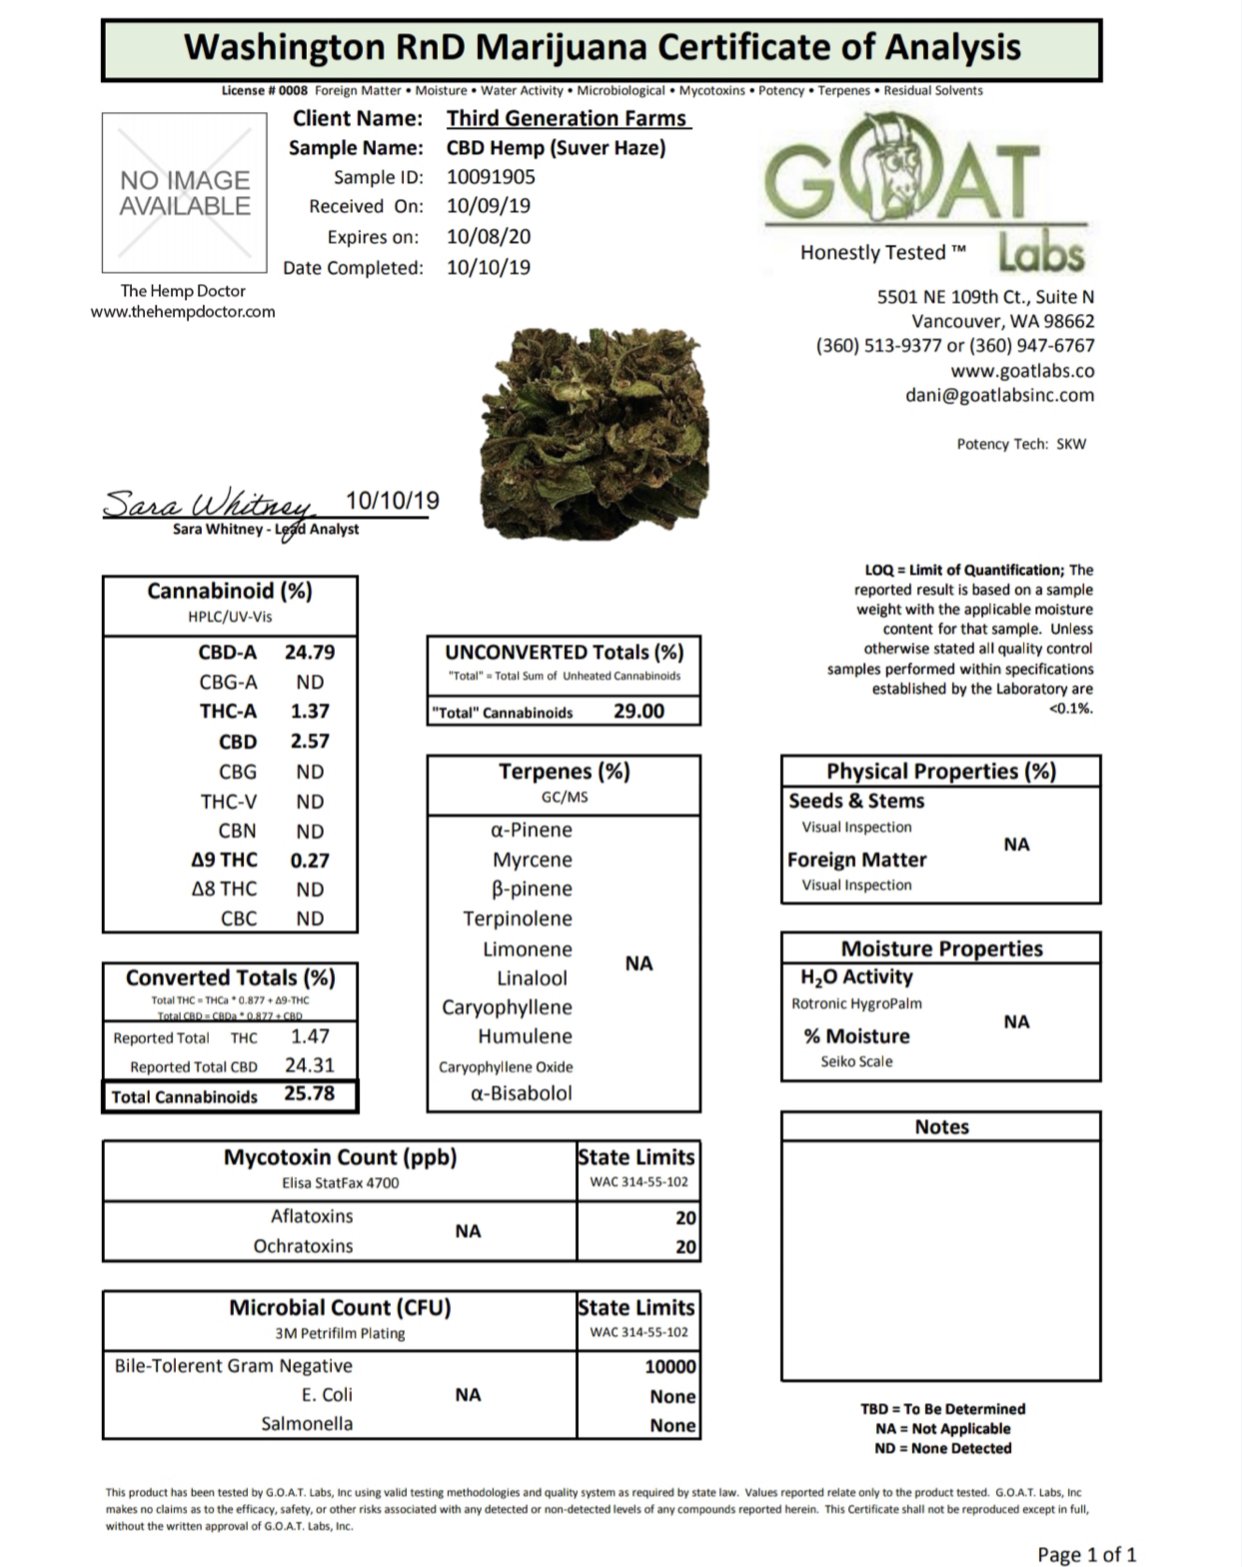 Washington RnD Marijuana Certificate of Analysis
License # 0008 Foreign Matter • Moisture • Water Activity • Microbiological • Mycotoxins • Potency • Terpenes • Residual Solvents
NO IMAGE
AVAILABLE
The Hemp Doctor
www.thehempdoctor.com
Client Name: Third Generation Farms
Sample Name: CBD Hemp (Suver Haze)
Sample ID: 10091905
Received On: 10/09/19
Expires on: 10/08/20
Date Completed: 10/10/19
GOAT
Labs
Honestly Tested ™
5501 NE 109th Ct., Suite N
Vancouver, WA 98662
(360) 513-9377 or (360) 947-6767
www.goatlabs.co
dani@goatlabsinc.com
Potency Tech: SKW
Sara Whitney 10/10/19
Sara Whitney - Lead Analyst
LOQ = Limit of Quantification; The
reported result is based on a sample
weight with the applicable moisture
content for that sample. Unless
otherwise stated all quality control
samples performed within specifications
established by the Laboratory are
<0.1%.
Cannabinoid (%)
HPLC/UV-Vis
CBD-A 24.79
CBG-A ND
THC-A 1.37
CBD 2.57
CBG ND
THC-V ND
CBN ND
Δ9 THC 0.27
Δ8 THC ND
CBC ND
Converted Totals (%)
Total THC = THCa * 0.877 + Δ9-THC
Total CBD = CBDa * 0.877 + CBD
Reported Total THC 1.47
Reported Total CBD 24.31
Total Cannabinoids 25.78
UNCONVERTED Totals (%)
"Total" = Total Sum of Unheated Cannabinoids
"Total" Cannabinoids 29.00
Terpenes (%)
GC/MS
α-Pinene
Myrcene
β-pinene
Terpinolene
Limonene
Linalool
NA
Caryophyllene
Humulene
Caryophyllene Oxide
α-Bisabolol
Physical Properties (%)
Seeds & Stems
Visual Inspection
NA
Foreign Matter
Visual Inspection
Moisture Properties
H₂O Activity
Rotronic HygroPalm
NA
% Moisture
Seiko Scale
Mycotoxin Count (ppb) State Limits
Elisa StatFax 4700 WAC 314-55-102
Aflatoxins 20
NA
Ochratoxins 20
Microbial Count (CFU) State Limits
3M Petrifilm Plating WAC 314-55-102
Bile-Tolerent Gram Negative 10000
E. Coli NA None
Salmonella None
Notes
TBD = To Be Determined
NA = Not Applicable
ND = None Detected
This product has been tested by G.O.A.T. Labs, Inc using valid testing methodologies and quality system as required by state law. Values reported relate only to the product tested. G.O.A.T. Labs, Inc
makes no claims as to the efficacy, safety, or other risks associated with any detected or non-detected levels of any compounds reported herein. This Certificate shall not be reproduced except in full,
without the written approval of G.O.A.T. Labs, Inc.
Page 1 of 1